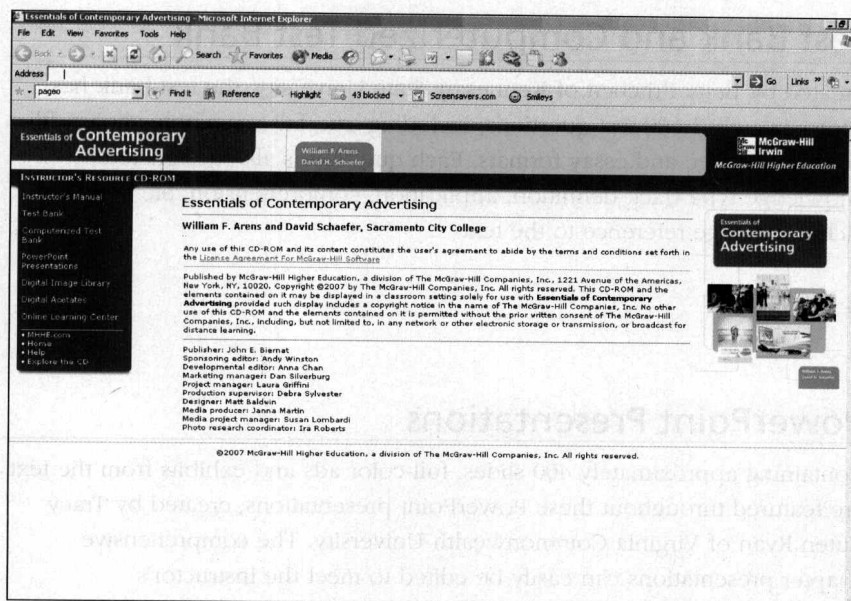 Essentials of Contemporary Advertising - Microsoft Internet Explorer
File Edit View Favorites Tools Help
Back Search Favorites Media
Address Go Links »
pageo Find it Reference Highlight 43 blocked Screensavers.com Smileys
Essentials of Contemporary
Advertising
William F. Arens
David H. Schaefer
McGraw-Hill
Irwin
McGraw-Hill Higher Education
INSTRUCTOR'S RESOURCE CD-ROM
Instructor's Manual
Test Bank
Computerized Test
Bank
PowerPoint
Presentations
Digital Image Library
Digital Acetates
Online Learning Center
• MHHE.com
• Home
• Help
• Explore the CD
Essentials of Contemporary Advertising
William F. Arens and David Schaefer, Sacramento City College
Any use of this CD-ROM and its content constitutes the user's agreement to abide by the terms and conditions set forth in
the License Agreement For McGraw-Hill Software
Published by McGraw-Hill Higher Education, a division of The McGraw-Hill Companies, Inc., 1221 Avenue of the Americas,
New York, NY, 10020. Copyright ©2007 by The McGraw-Hill Companies, Inc. All rights reserved. This CD-ROM and the
elements contained on it may be displayed in a classroom setting solely for use with Essentials of Contemporary
Advertising provided such display includes a copyright notice in the name of The McGraw-Hill Companies, Inc. No other
use of this CD-ROM and the elements contained on it is permitted without the prior written consent of The McGraw-Hill
Companies, Inc., including, but not limited to, in any network or other electronic storage or transmission, or broadcast for
distance learning.
Publisher: John E. Biernat
Sponsoring editor: Andy Winston
Developmental editor: Anna Chan
Marketing manager: Dan Silverburg
Project manager: Laura Griffini
Production supervisor: Debra Sylvester
Designer: Matt Baldwin
Media producer: Janna Martin
Media project manager: Susan Lombardi
Photo research coordinator: Ira Roberts
©2007 McGraw-Hill Higher Education, a division of The McGraw-Hill Companies, Inc. All rights reserved.
Essentials of
Contemporary
Advertising
William F. Arens
David H. Schaefer
PowerPoint Presentations